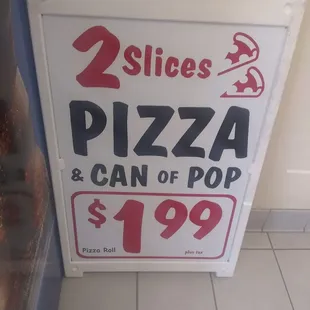 2 Slices
PIZZA
& CAN OF POP
$1.99
Pizza Roll plus tax